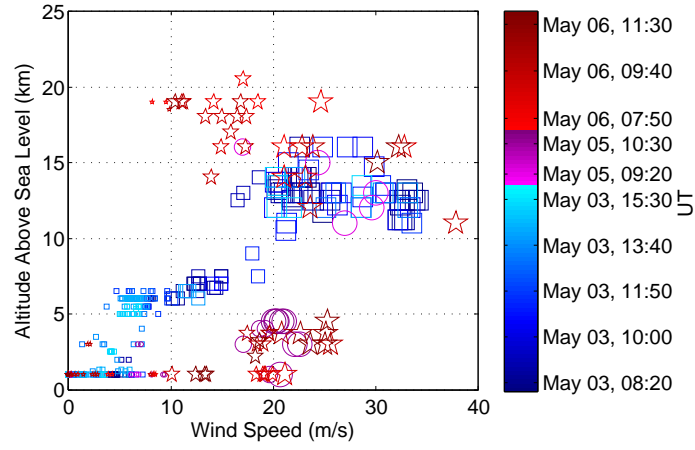 25
20
15
10
5
0
0 10 20 30 40
Altitude Above Sea Level (km)
Wind Speed (m/s)
May 06, 11:30
May 06, 09:40
May 06, 07:50
May 05, 10:30
May 05, 09:20
May 03, 15:30
May 03, 13:40
May 03, 11:50
May 03, 10:00
May 03, 08:20
UT